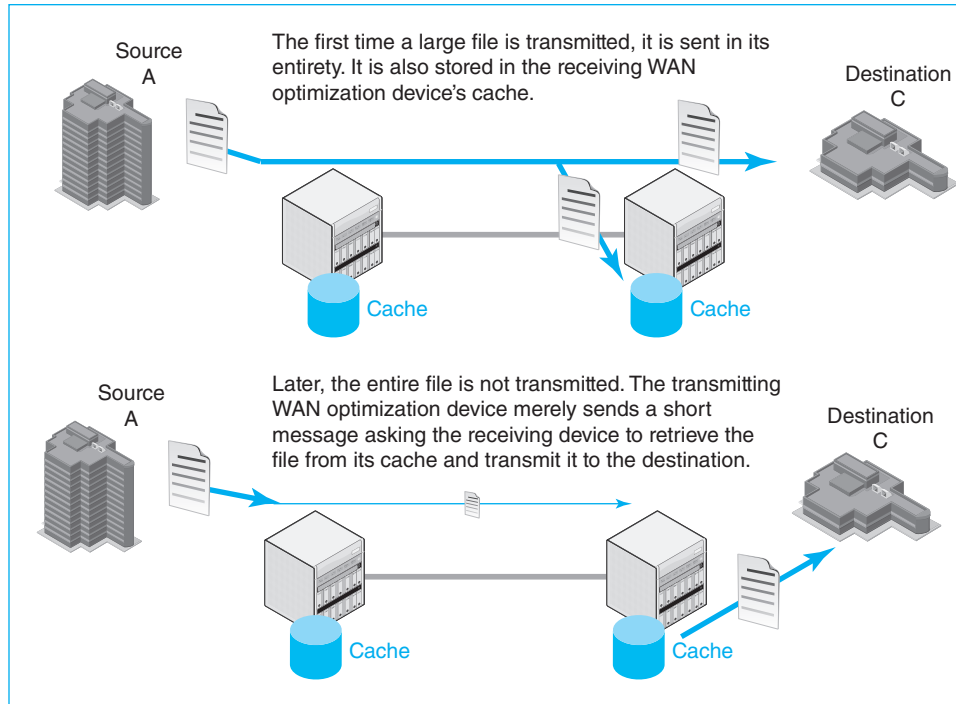 Source
A
The first time a large file is transmitted, it is sent in its
entirety. It is also stored in the receiving WAN
optimization device's cache.
Destination
C
Cache
Cache
Source
A
Later, the entire file is not transmitted. The transmitting
WAN optimization device merely sends a short
message asking the receiving device to retrieve the
file from its cache and transmit it to the destination.
Destination
C
Cache
Cache